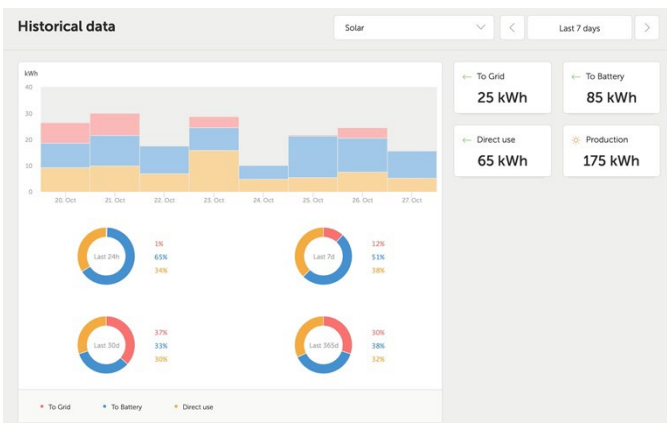 Historical data
Solar
Last 7 days
kWh
40
30
20
10
0
20. Oct
21. Oct
22. Oct
23. Oct
24. Oct
25. Oct
26. Oct
27. Oct
Last 24h
1%
65%
34%
Last 7d
12%
51%
38%
Last 30d
37%
33%
30%
Last 365d
30%
38%
32%
To Grid
To Battery
Direct use
To Grid
25 kWh
To Battery
85 kWh
Direct use
65 kWh
Production
175 kWh